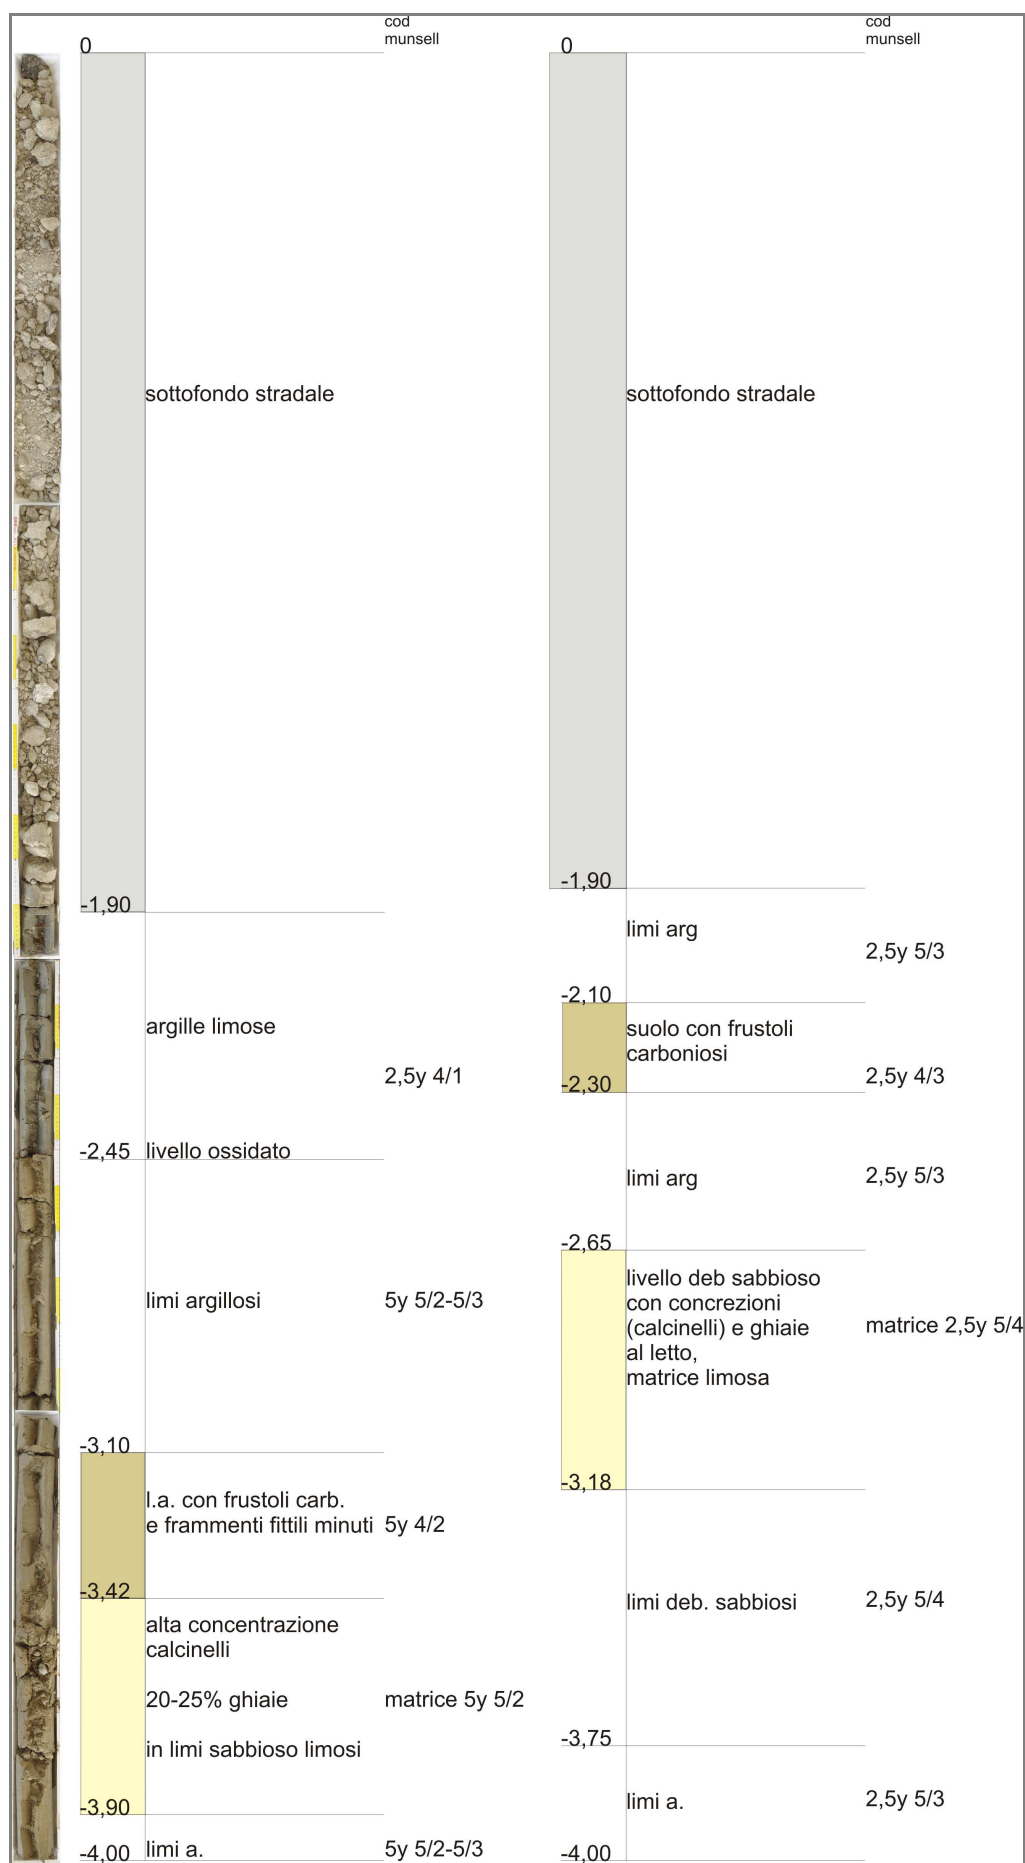 cod
munsell
0
sottofondo stradale
-1,90
argille limose
2,5y 4/1
-2,45 livello ossidato
limi argillosi 5y 5/2-5/3
-3,10
l.a. con frustoli carb.
e frammenti fittili minuti 5y 4/2
-3,42
alta concentrazione
calcinelli
20-25% ghiaie matrice 5y 5/2
in limi sabbioso limosi
-3,90
-4,00 limi a. 5y 5/2-5/3
cod
munsell
0
sottofondo stradale
-1,90
limi arg
2,5y 5/3
-2,10
suolo con frustoli
carboniosi
-2,30 2,5y 4/3
limi arg 2,5y 5/3
-2,65
livello deb sabbioso
con concrezioni
(calcinelli) e ghiaie
al letto,
matrice limosa
matrice 2,5y 5/4
-3,18
limi deb. sabbiosi 2,5y 5/4
-3,75
limi a. 2,5y 5/3
-4,00